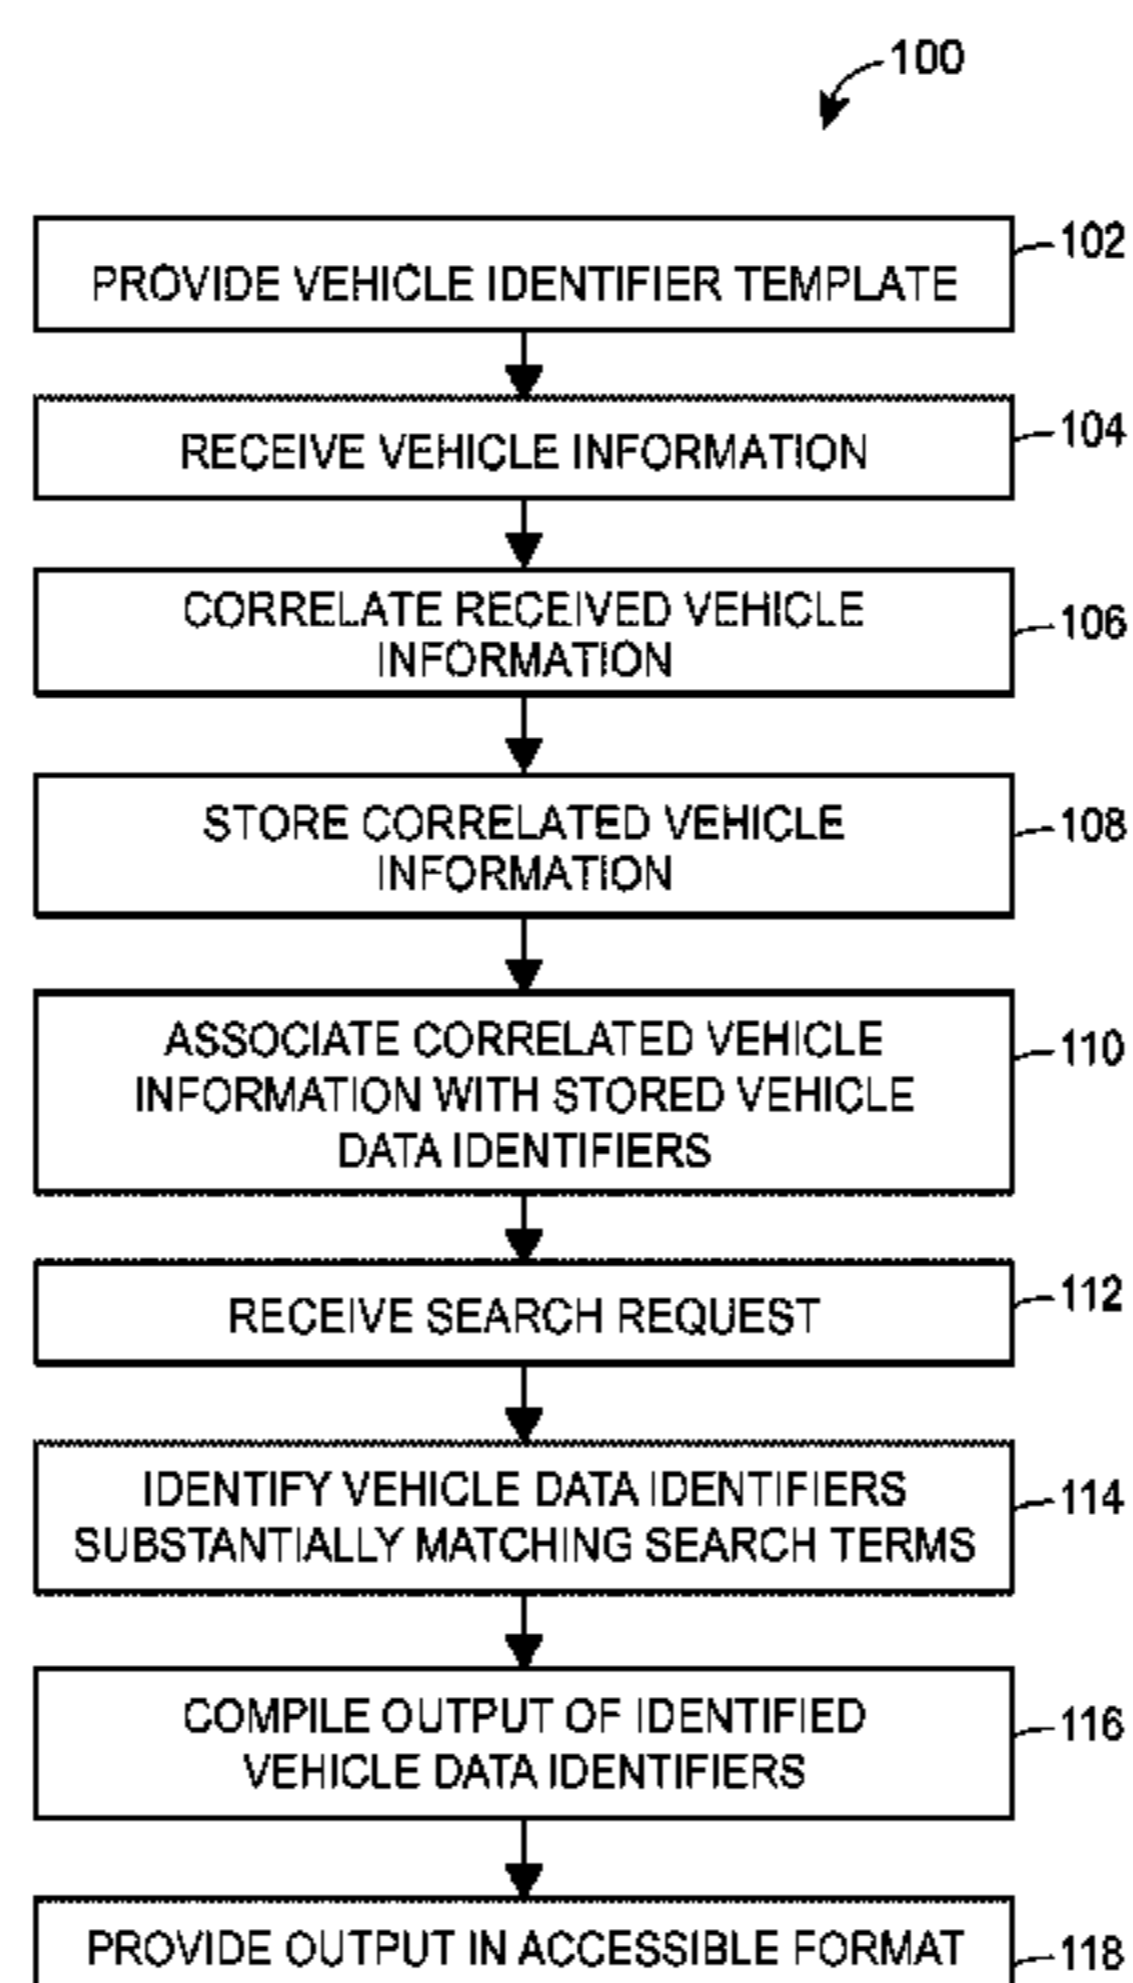 100
PROVIDE VEHICLE IDENTIFIER TEMPLATE
102
RECEIVE VEHICLE INFORMATION
104
CORRELATE RECEIVED VEHICLE
INFORMATION
106
STORE CORRELATED VEHICLE
INFORMATION
108
ASSOCIATE CORRELATED VEHICLE
INFORMATION WITH STORED VEHICLE
DATA IDENTIFIERS
110
RECEIVE SEARCH REQUEST
112
IDENTIFY VEHICLE DATA IDENTIFIERS
SUBSTANTIALLY MATCHING SEARCH TERMS
114
COMPILE OUTPUT OF IDENTIFIED
VEHICLE DATA IDENTIFIERS
116
PROVIDE OUTPUT IN ACCESSIBLE FORMAT
118